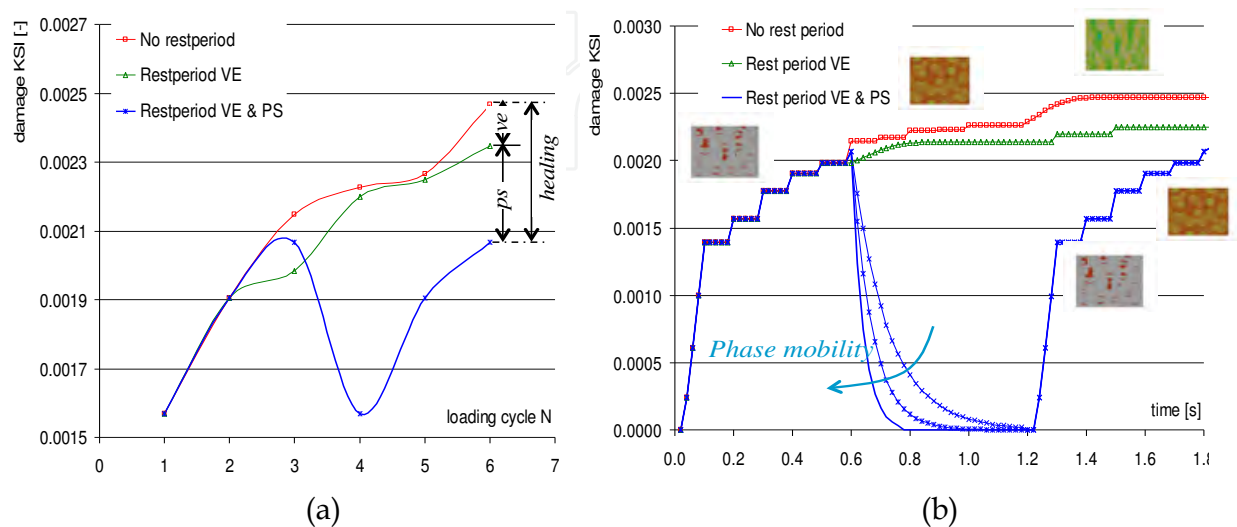 damage KSI [-]
0.0027
0.0025
0.0023
0.0021
0.0019
0.0017
0.0015
No restperiod
Restperiod VE
Restperiod VE & PS
ve
ps
healing
loading cycle N
0 1 2 3 4 5 6 7
(a)
damage KSI
0.0030
0.0025
0.0020
0.0015
0.0010
0.0005
0.0000
No rest period
Rest period VE
Rest period VE & PS
Phase mobility
time [s]
0.0 0.2 0.4 0.6 0.8 1.0 1.2 1.4 1.6 1.8
(b)